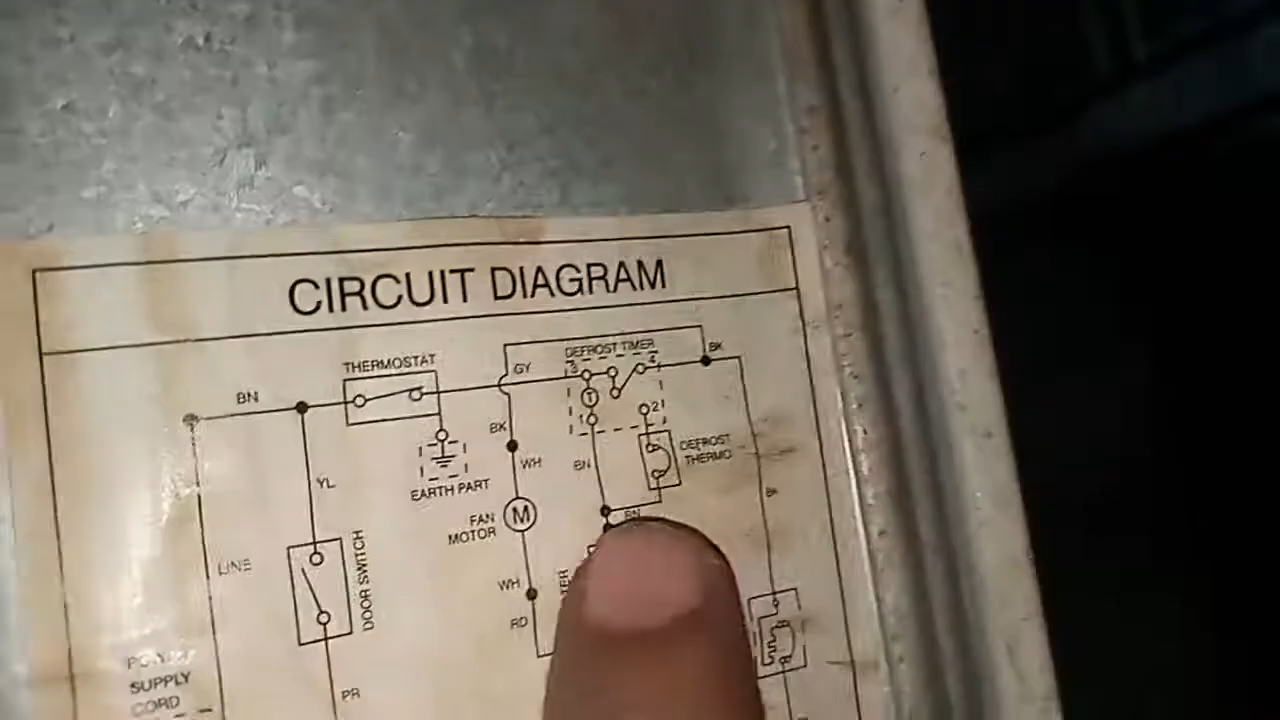 CIRCUIT DIAGRAM
DEFROST TIMER
BK
THERMOSTAT
GY
3
4
BN
T
1
2
BK
WH
BN
DEFROST
THERMO
YL
EARTH PART
BK
FAN
MOTOR
M
BN
LINE
DOOR SWITCH
WH
RD
SUPPLY
CORD
PR